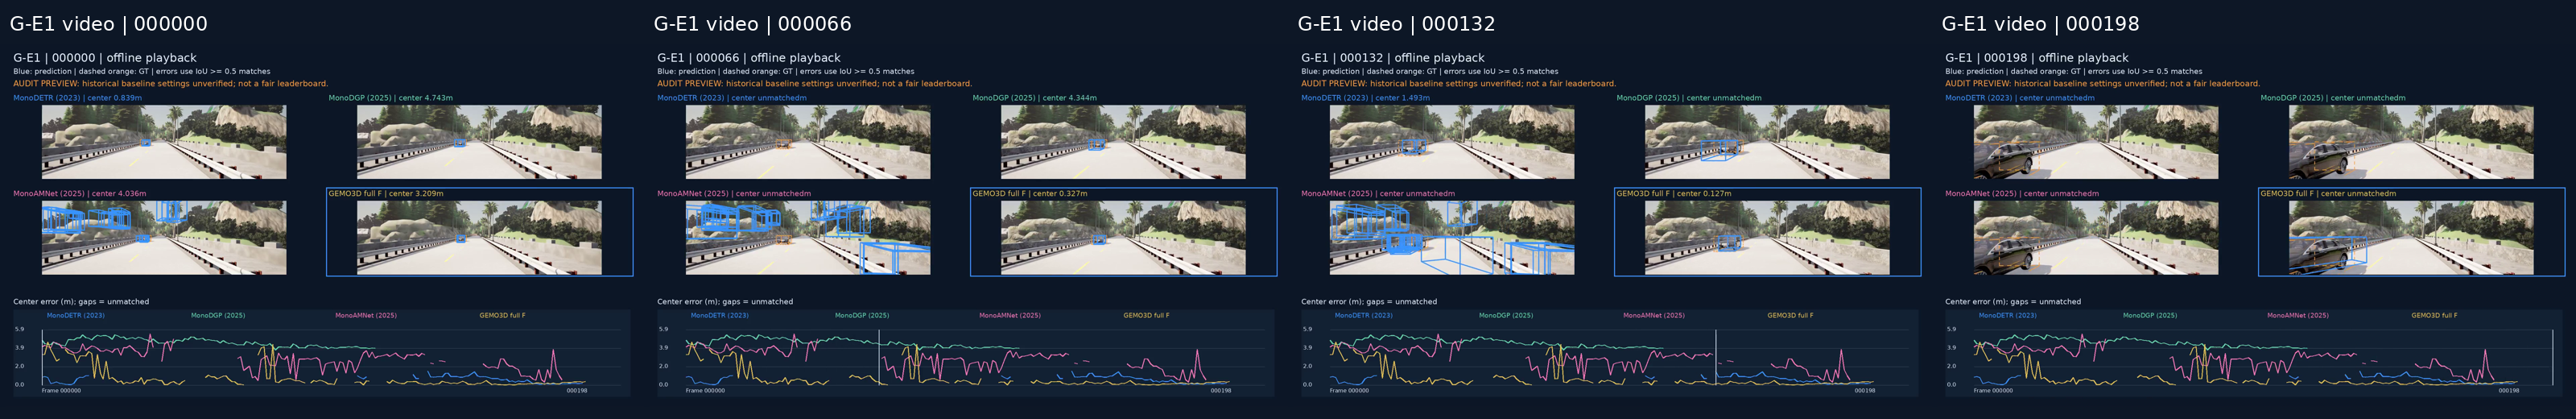 G-E1 video | 000000
G-E1 | 000000 | offline playback
Blue: prediction | dashed orange: GT | errors use IoU >= 0.5 matches
AUDIT PREVIEW: historical baseline settings unverified; not a fair leaderboard.
MonoDETR (2023) | center 0.839m
MonoDGP (2025) | center 4.743m
MonoAMNet (2025) | center 4.036m
GEMO3D full F | center 3.209m
Center error (m); gaps = unmatched
MonoDETR (2023) MonoDGP (2025) MonoAMNet (2025) GEMO3D full F
5.9
3.9
2.0
0.0
Frame 000000 000198
G-E1 video | 000066
G-E1 | 000066 | offline playback
Blue: prediction | dashed orange: GT | errors use IoU >= 0.5 matches
AUDIT PREVIEW: historical baseline settings unverified; not a fair leaderboard.
MonoDETR (2023) | center unmatchedm
MonoDGP (2025) | center 4.344m
MonoAMNet (2025) | center unmatchedm
GEMO3D full F | center 0.327m
Center error (m); gaps = unmatched
MonoDETR (2023) MonoDGP (2025) MonoAMNet (2025) GEMO3D full F
5.9
3.9
2.0
0.0
Frame 000000 000198
G-E1 video | 000132
G-E1 | 000132 | offline playback
Blue: prediction | dashed orange: GT | errors use IoU >= 0.5 matches
AUDIT PREVIEW: historical baseline settings unverified; not a fair leaderboard.
MonoDETR (2023) | center 1.493m
MonoDGP (2025) | center unmatchedm
MonoAMNet (2025) | center unmatchedm
GEMO3D full F | center 0.127m
Center error (m); gaps = unmatched
MonoDETR (2023) MonoDGP (2025) MonoAMNet (2025) GEMO3D full F
5.9
3.9
2.0
0.0
Frame 000000 000198
G-E1 video | 000198
G-E1 | 000198 | offline playback
Blue: prediction | dashed orange: GT | errors use IoU >= 0.5 matches
AUDIT PREVIEW: historical baseline settings unverified; not a fair leaderboard.
MonoDETR (2023) | center unmatchedm
MonoDGP (2025) | center unmatchedm
MonoAMNet (2025) | center unmatchedm
GEMO3D full F | center unmatchedm
Center error (m); gaps = unmatched
MonoDETR (2023) MonoDGP (2025) MonoAMNet (2025) GEMO3D full F
5.9
3.9
2.0
0.0
Frame 000000 000198